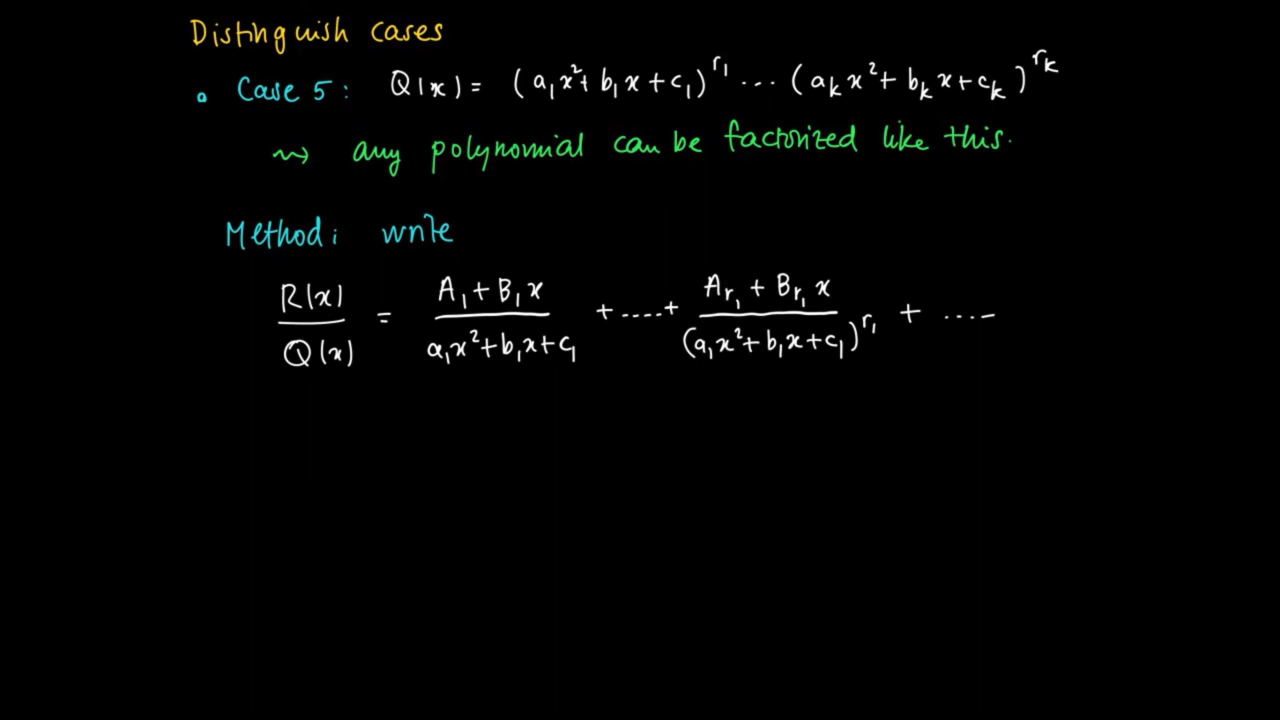 Distinguish cases
• Case 5: Q(x) = (a₁x²+ b₁x + c₁)^r₁ ... (aₖx²+ bₖx + cₖ)^rₖ
⇝ any polynomial can be factorized like this.
Method: write
R(x)/Q(x) = (A₁ + B₁x)/(a₁x²+b₁x+c₁) + .... + (A_r₁ + B_r₁ x)/(a₁x²+b₁x+c₁)^r₁ + ....